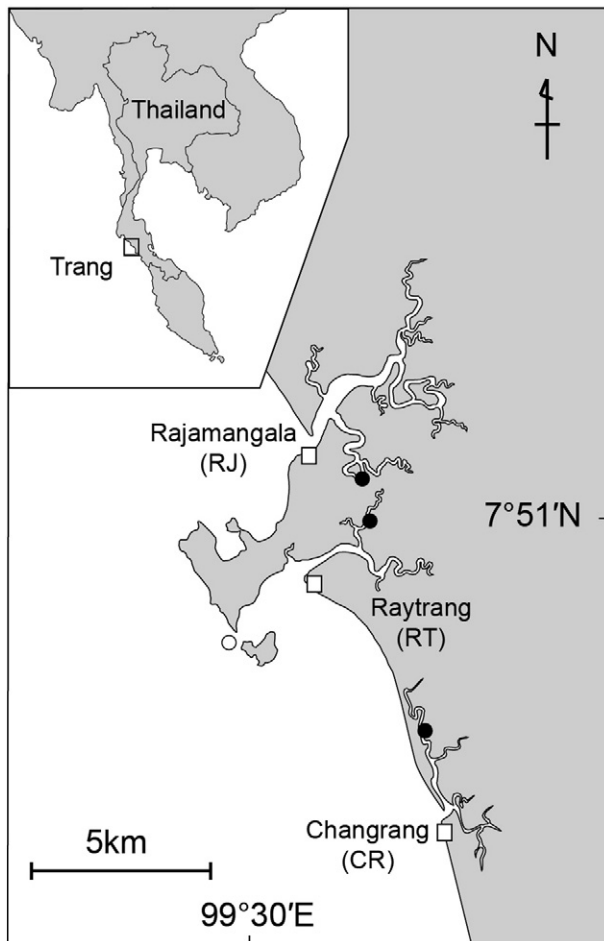 Thailand
Trang
N
Rajamangala
(RJ)
7°51′N
Raytrang
(RT)
Changrang
(CR)
5km
99°30′E